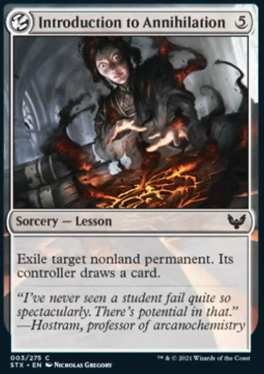 Introduction to Annihilation 5
Sorcery — Lesson
Exile target nonland permanent. Its
controller draws a card.
"I've never seen a student fail quite so
spectacularly. There's potential in that."
—Hostram, professor of arcanochemistry
003/275 C
STX • EN Nicholas Gregory
™ & © 2021 Wizards of the Coast